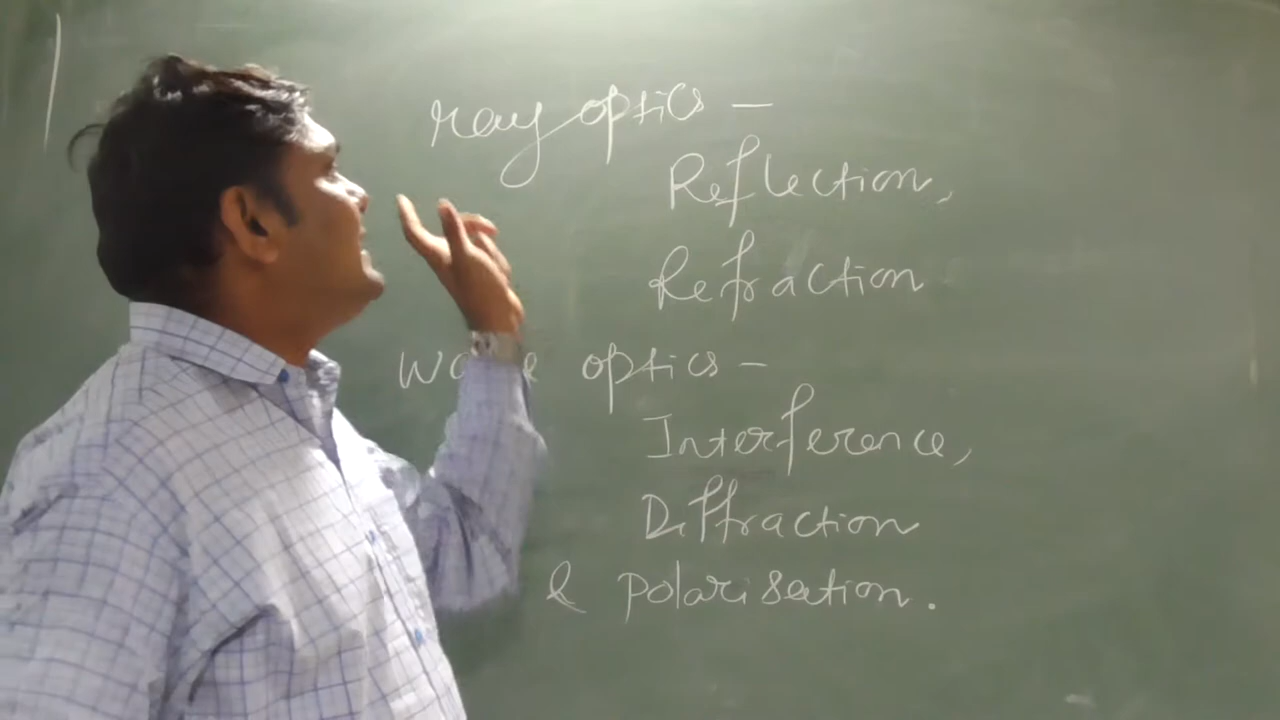 ray optics –
Reflection,
Refraction
optics –
Interference,
Diffraction
& polarisation.